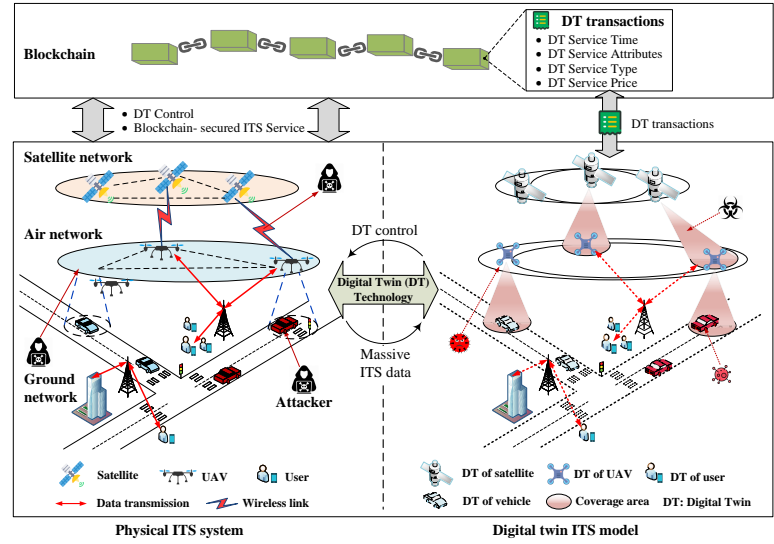 Blockchain
DT transactions
• DT Service Time
• DT Service Attributes
• DT Service Type
• DT Service Price
• DT Control
• Blockchain- secured ITS Service
DT transactions
Satellite network
Air network
DT control
Digital Twin (DT)
Technology
Massive
ITS data
Ground
network
Attacker
Satellite
UAV
User
Data transmission
Wireless link
DT of satellite
DT of UAV
DT of user
DT of vehicle
Coverage area
DT: Digital Twin
Physical ITS system
Digital twin ITS model